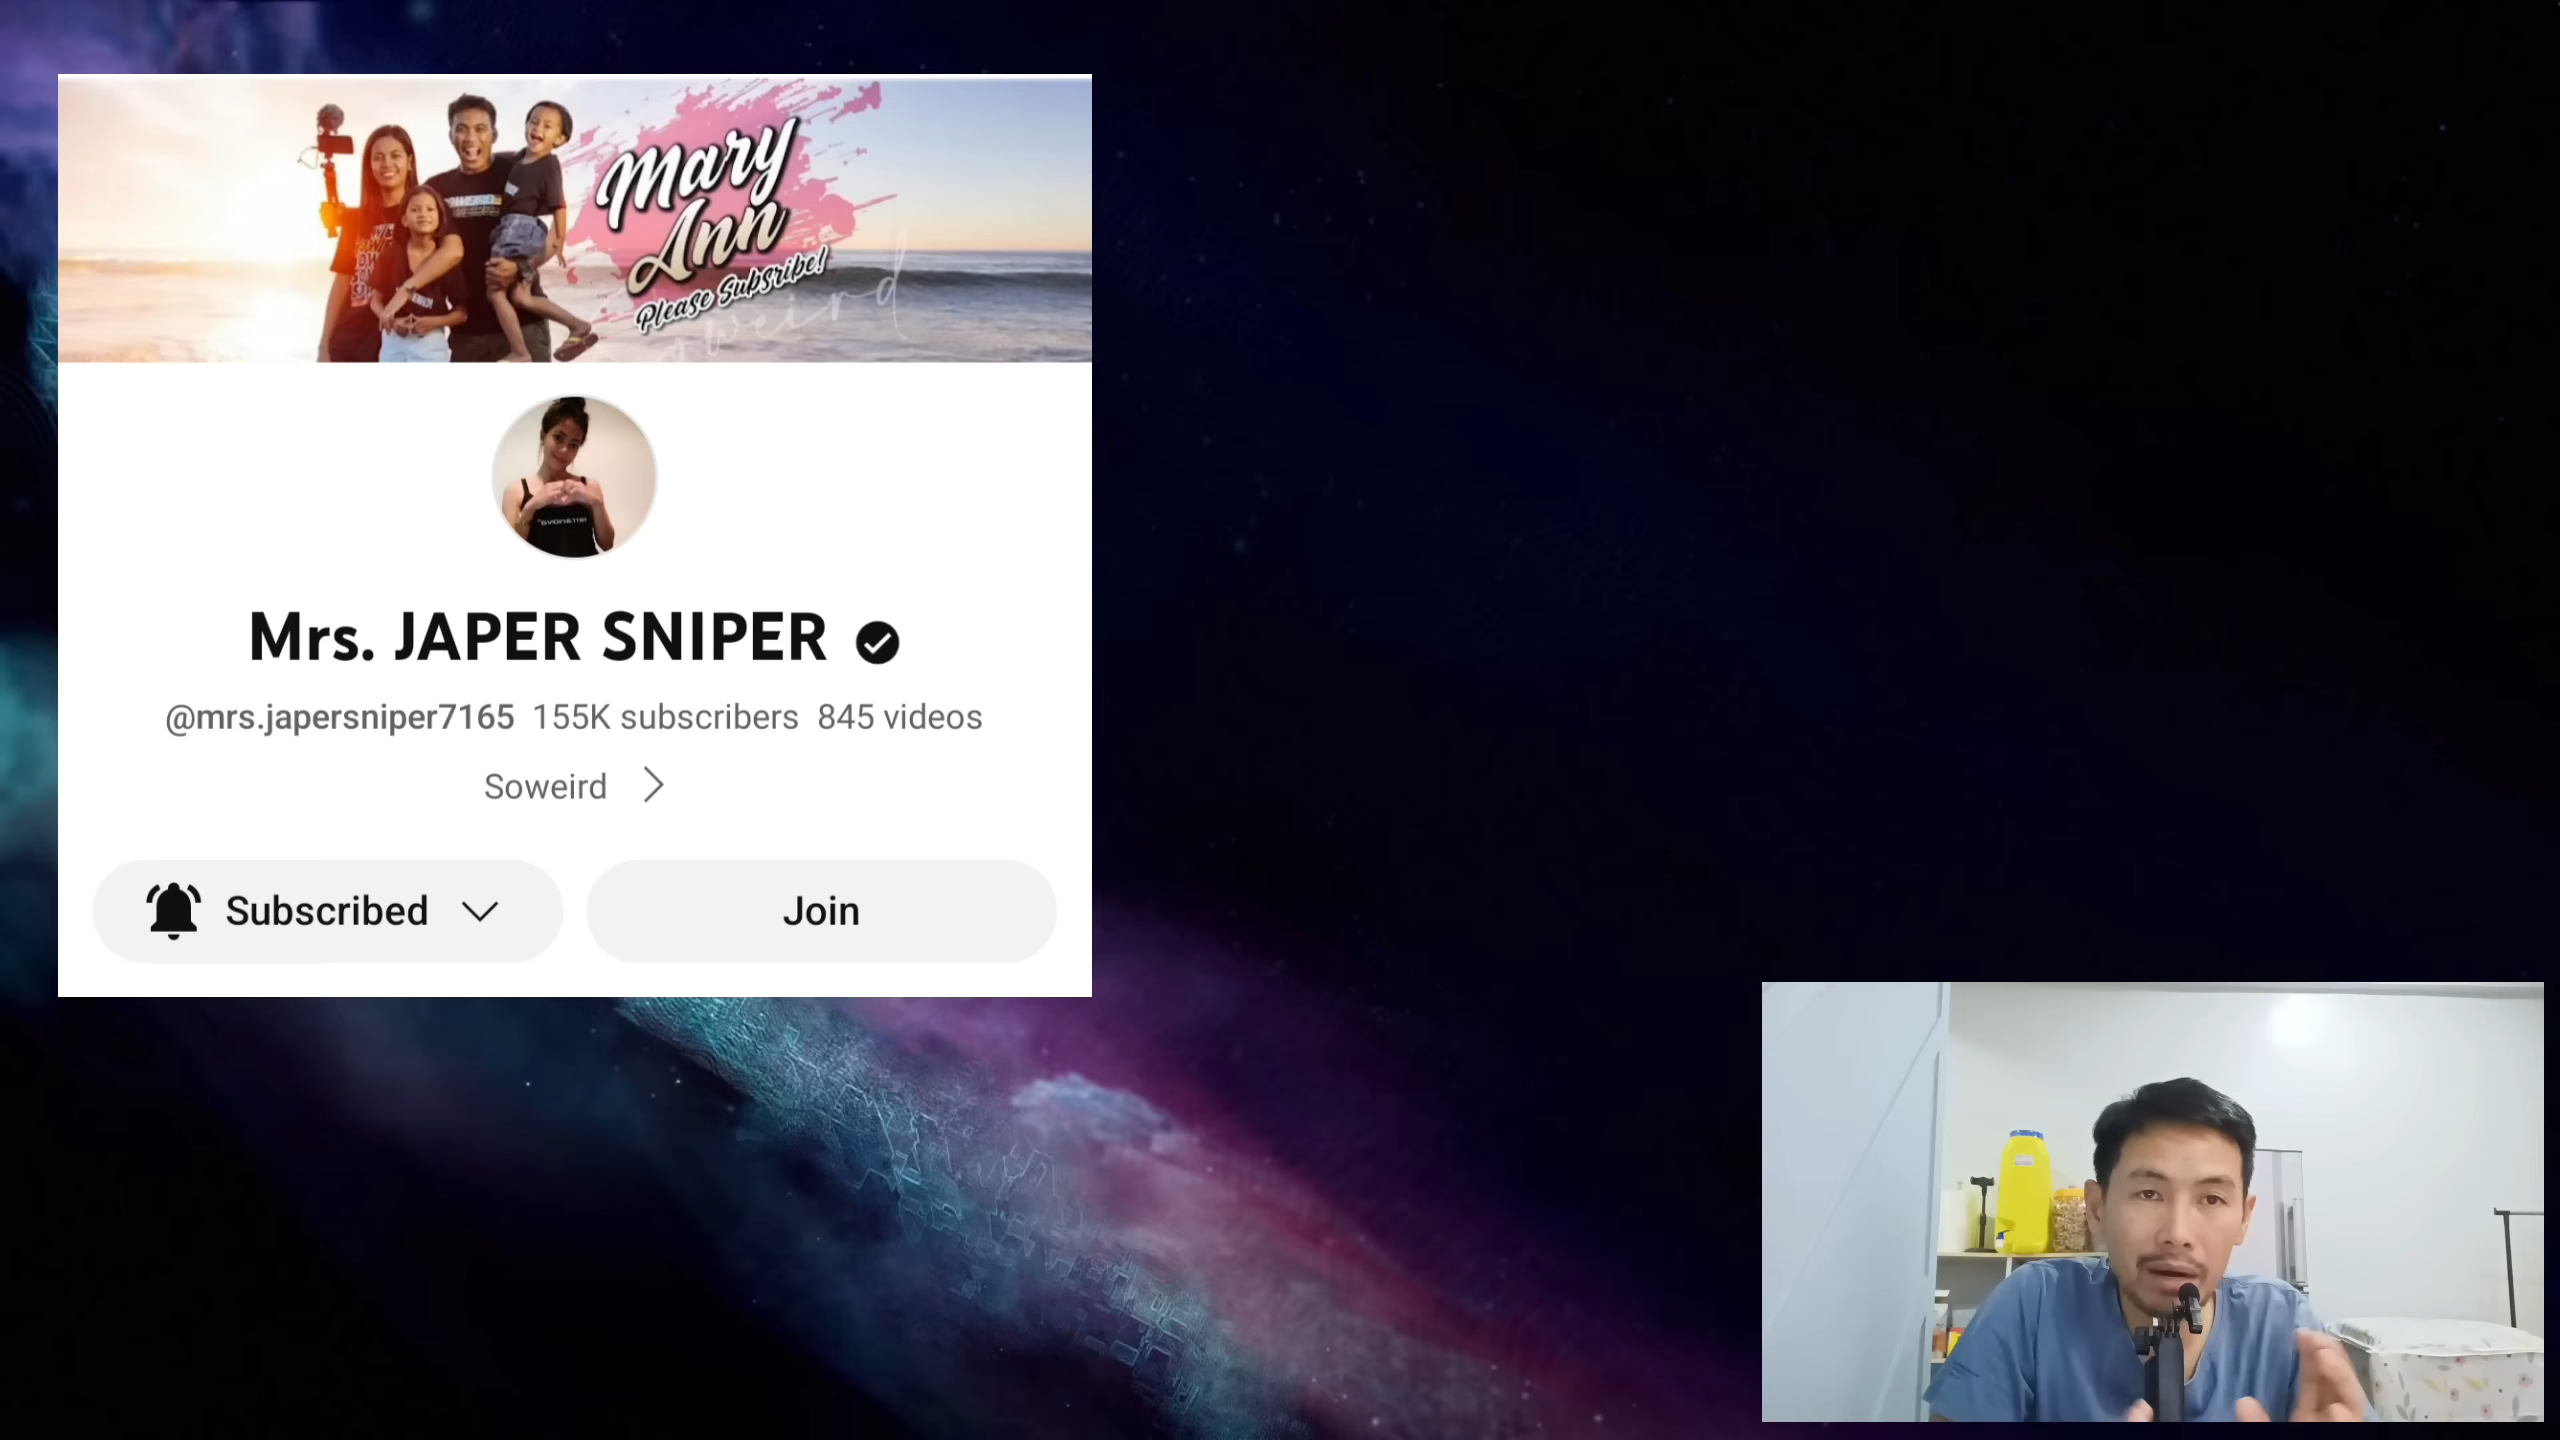 Mary
Ann
Please Subsribe!
Mrs. JAPER SNIPER
@mrs.japersniper7165 155K subscribers 845 videos
Soweird
Subscribed
Join